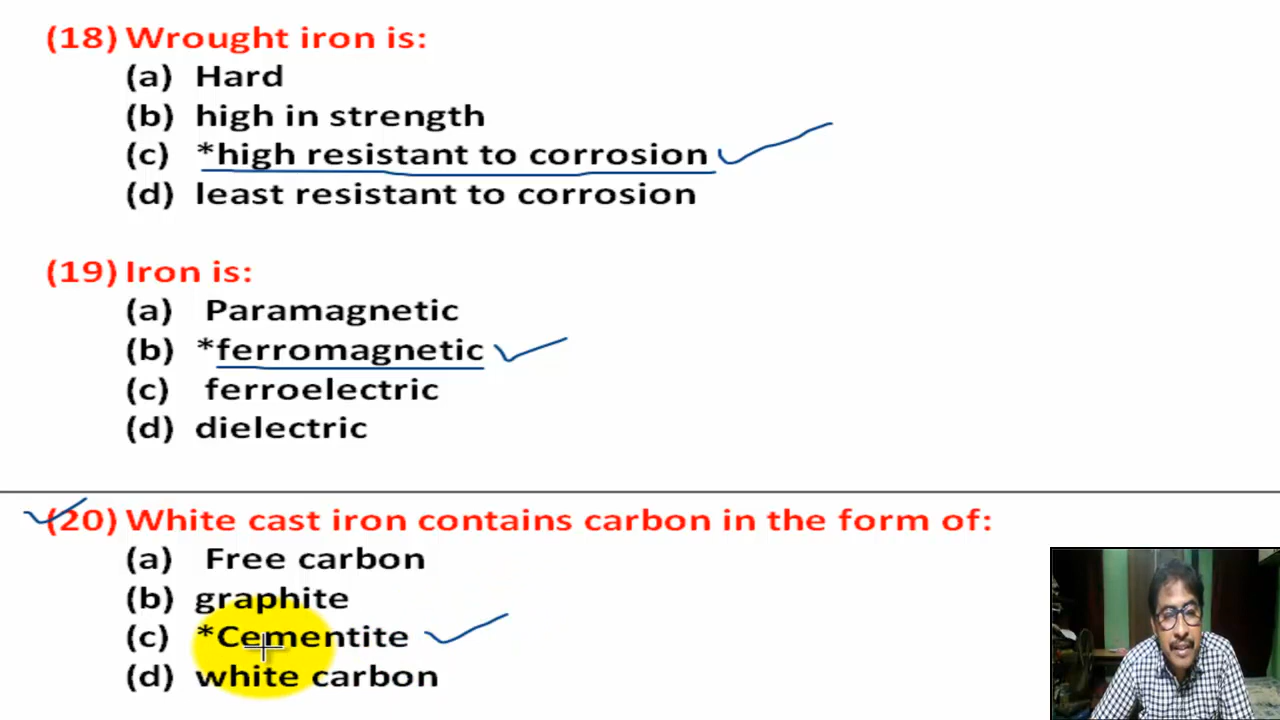 (18) Wrought iron is:
(a) Hard
(b) high in strength
(c) *high resistant to corrosion
(d) least resistant to corrosion
(19) Iron is:
(a) Paramagnetic
(b) *ferromagnetic
(c) ferroelectric
(d) dielectric
(20) White cast iron contains carbon in the form of:
(a) Free carbon
(b) graphite
(c) *Cementite
(d) white carbon